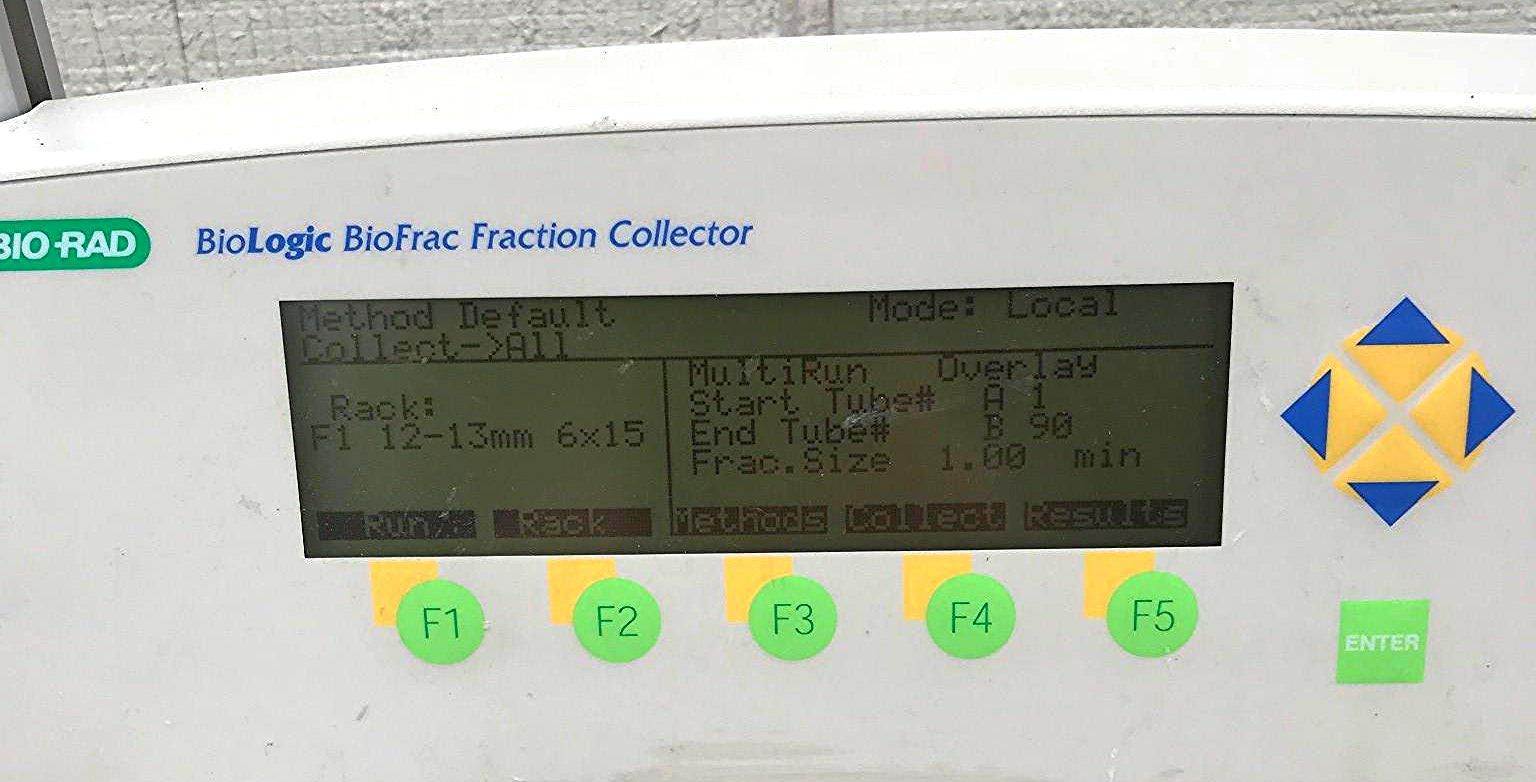 BIO-RAD
BioLogic BioFrac Fraction Collector
Method Default Mode: Local
Collect->All
MultiRun Overlay
Rack:
Start Tube# A 1
F1 12-13mm 6x15
End Tube# B 90
Frac.Size 1.00 min
Run Rack Methods Collect Results
F1 F2 F3 F4 F5
ENTER